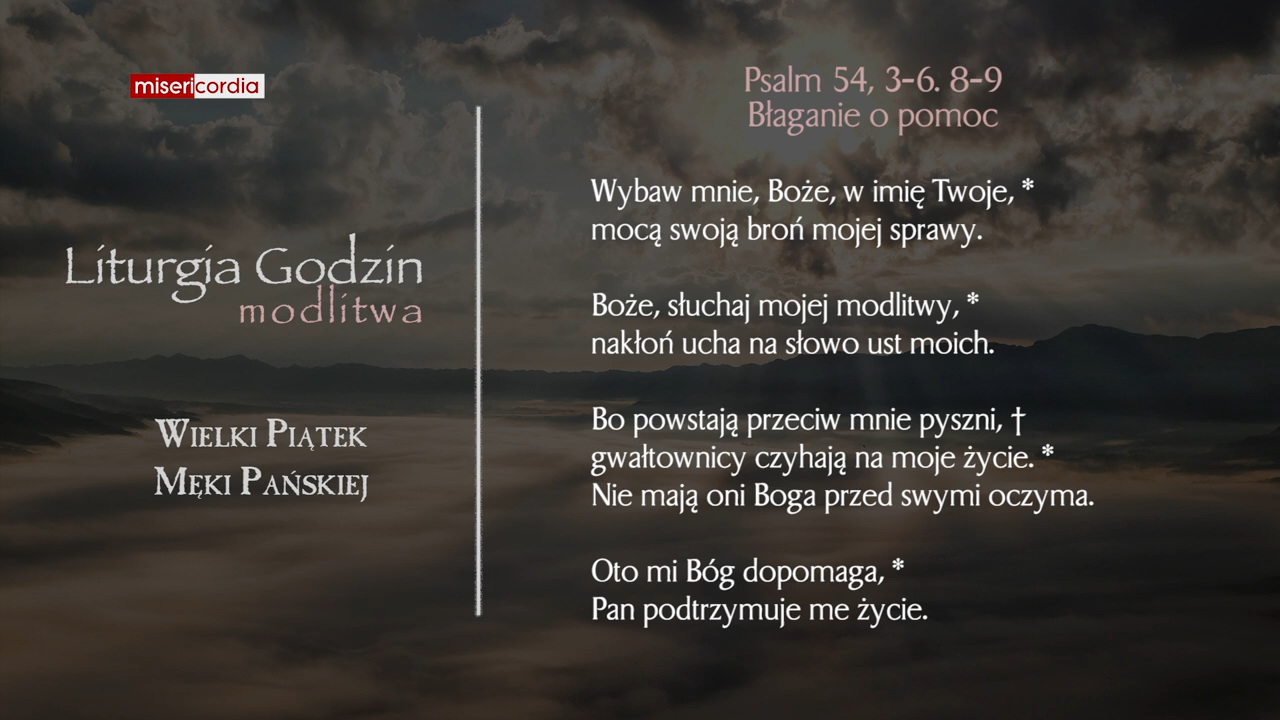 misericordia
Liturgia Godzin
modlitwa
Wielki Piątek
Męki Pańskiej
Psalm 54, 3-6. 8-9
Błaganie o pomoc
Wybaw mnie, Boże, w imię Twoje, *
mocą swoją broń mojej sprawy.
Boże, słuchaj mojej modlitwy, *
nakłoń ucha na słowo ust moich.
Bo powstają przeciw mnie pyszni, †
gwałtownicy czyhają na moje życie. *
Nie mają oni Boga przed swymi oczyma.
Oto mi Bóg dopomaga, *
Pan podtrzymuje me życie.